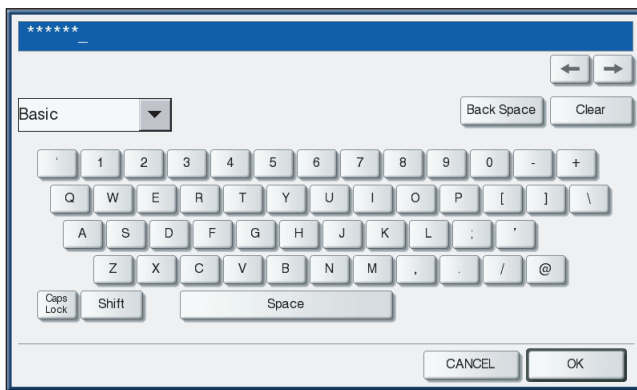 ******_
← →
Basic Back Space Clear
` 1 2 3 4 5 6 7 8 9 0 - +
Q W E R T Y U I O P [ ] \
A S D F G H J K L ; '
Z X C V B N M , . / @
Caps Lock Shift Space
CANCEL OK